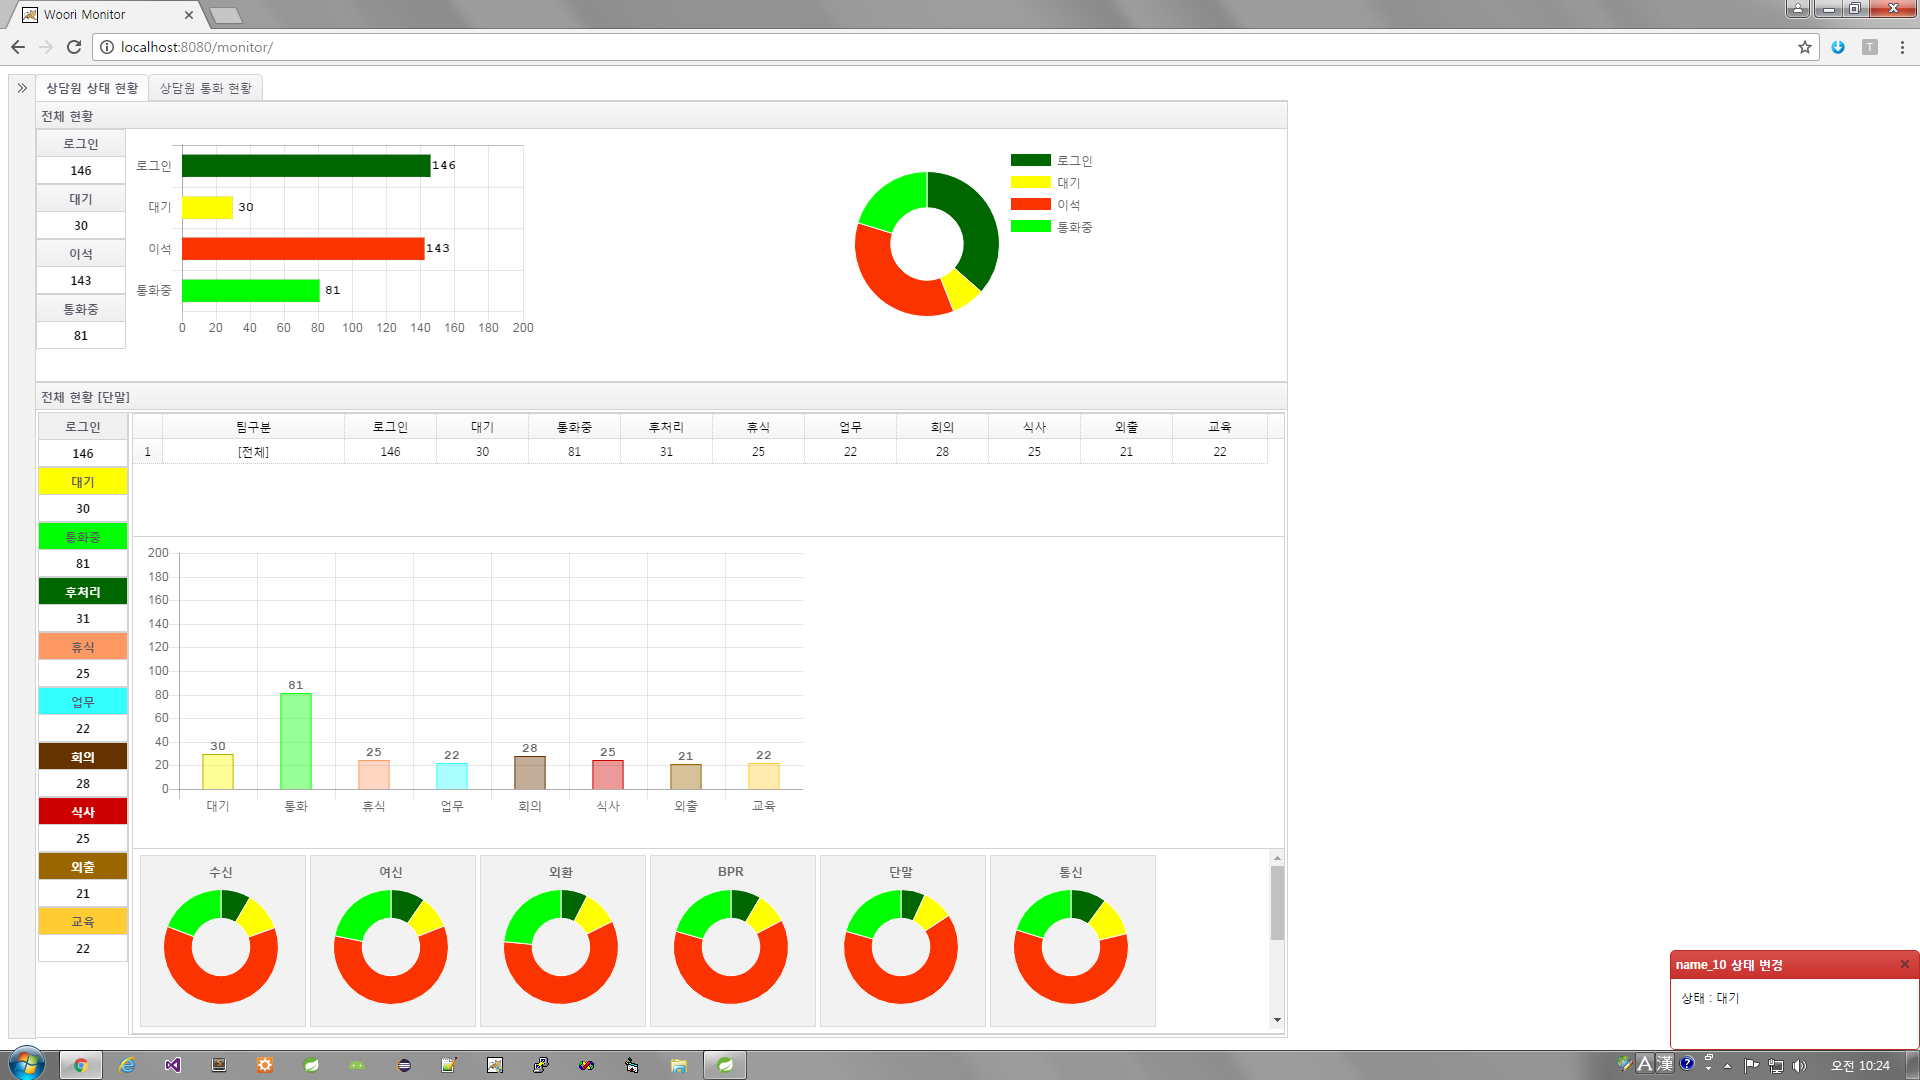 Woori Monitor
localhost:8080/monitor/
T
상담원 상태 현황 상담원 통화 현황
전체 현황
로그인
146
대기
30
이석
143
통화중
81
로그인 146
대기 30
이석 143
통화중 81
0 20 40 60 80 100 120 140 160 180 200
로그인
대기
이석
통화중
전체 현황 [단말]
로그인
146
대기
30
통화중
81
후처리
31
휴식
25
업무
22
회의
28
식사
25
외출
21
교육
22
팀구분 로그인 대기 통화중 후처리 휴식 업무 회의 식사 외출 교육
1 [전체] 146 30 81 31 25 22 28 25 21 22
200
180
160
140
120
100
80
60
40
20
0
30 81 25 22 28 25 21 22
대기 통화 휴식 업무 회의 식사 외출 교육
수신 여신 외환 BPR 단말 통신
name_10 상태 변경
상태 : 대기
A 漢 오전 10:24